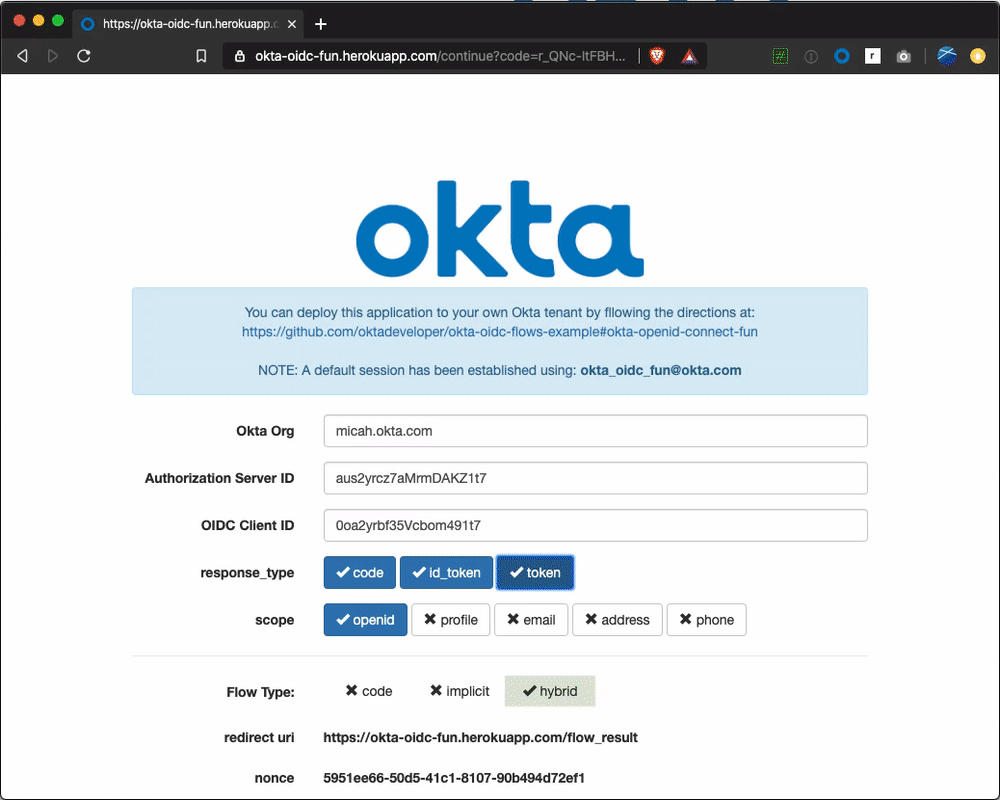 https://okta-oidc-fun.herokuapp.c
okta-oidc-fun.herokuapp.com/continue?code=r_QNc-ltFBH...
r
okta
You can deploy this application to your own Okta tenant by fllowing the directions at:
https://github.com/oktadeveloper/okta-oidc-flows-example#okta-openid-connect-fun
NOTE: A default session has been established using: okta_oidc_fun@okta.com
Okta Org micah.okta.com
Authorization Server ID aus2yrcz7aMrmDAKZ1t7
OIDC Client ID 0oa2yrbf35Vcbom491t7
response_type code id_token token
scope openid profile email address phone
Flow Type: code implicit hybrid
redirect uri https://okta-oidc-fun.herokuapp.com/flow_result
nonce 5951ee66-50d5-41c1-8107-90b494d72ef1